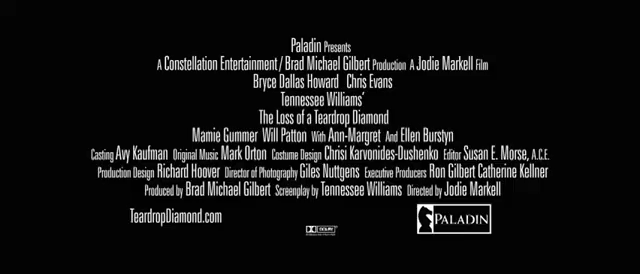 Paladin Presents
A Constellation Entertainment / Brad Michael Gilbert Production A Jodie Markell Film
Bryce Dallas Howard Chris Evans
Tennessee Williams'
The Loss of a Teardrop Diamond
Mamie Gummer Will Patton With Ann-Margret And Ellen Burstyn
Casting Avy Kaufman Original Music Mark Orton Costume Design Chrisi Karvonides-Dushenko Editor Susan E. Morse, A.C.E.
Production Design Richard Hoover Director of Photography Giles Nuttgens Executive Producers Ron Gilbert Catherine Kellner
Produced by Brad Michael Gilbert Screenplay by Tennessee Williams Directed by Jodie Markell
TeardropDiamond.com
PALADIN
DOLBY